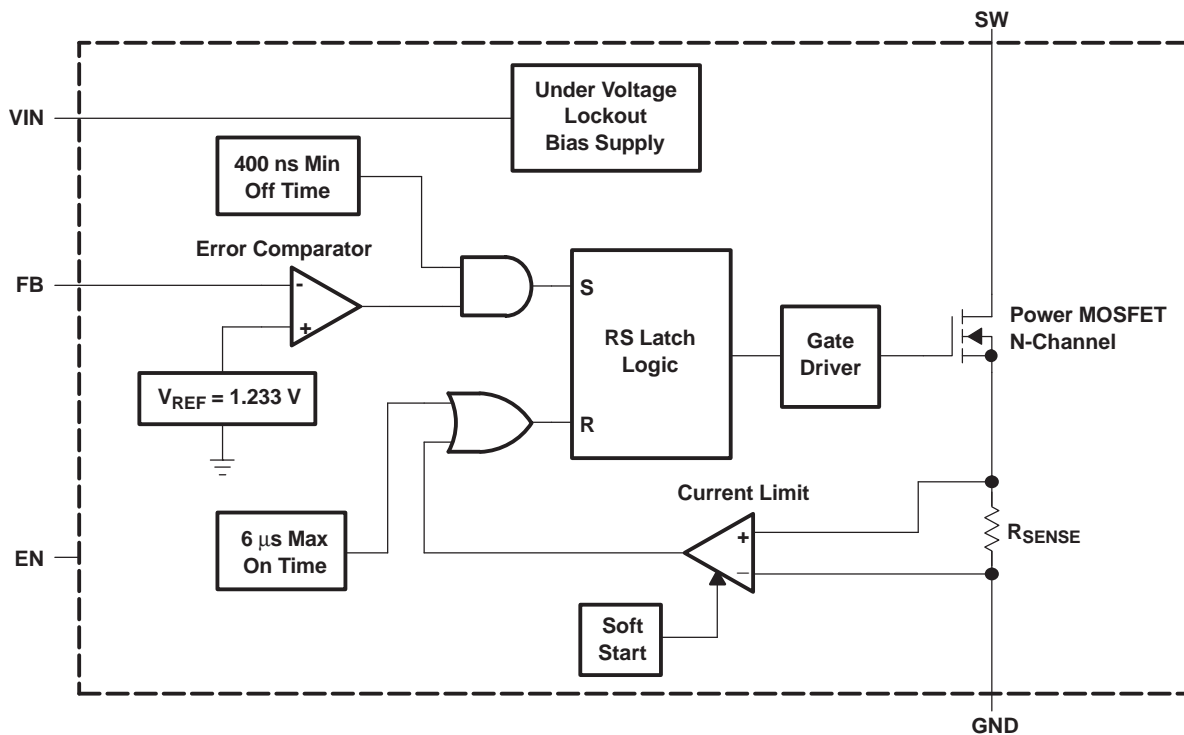 SW
Under Voltage
Lockout
Bias Supply
VIN
400 ns Min
Off Time
Error Comparator
FB
-
+
S
RS Latch
Logic
R
Gate
Driver
Power MOSFET
N-Channel
VREF = 1.233 V
Current Limit
+
–
RSENSE
6 μs Max
On Time
EN
Soft
Start
GND